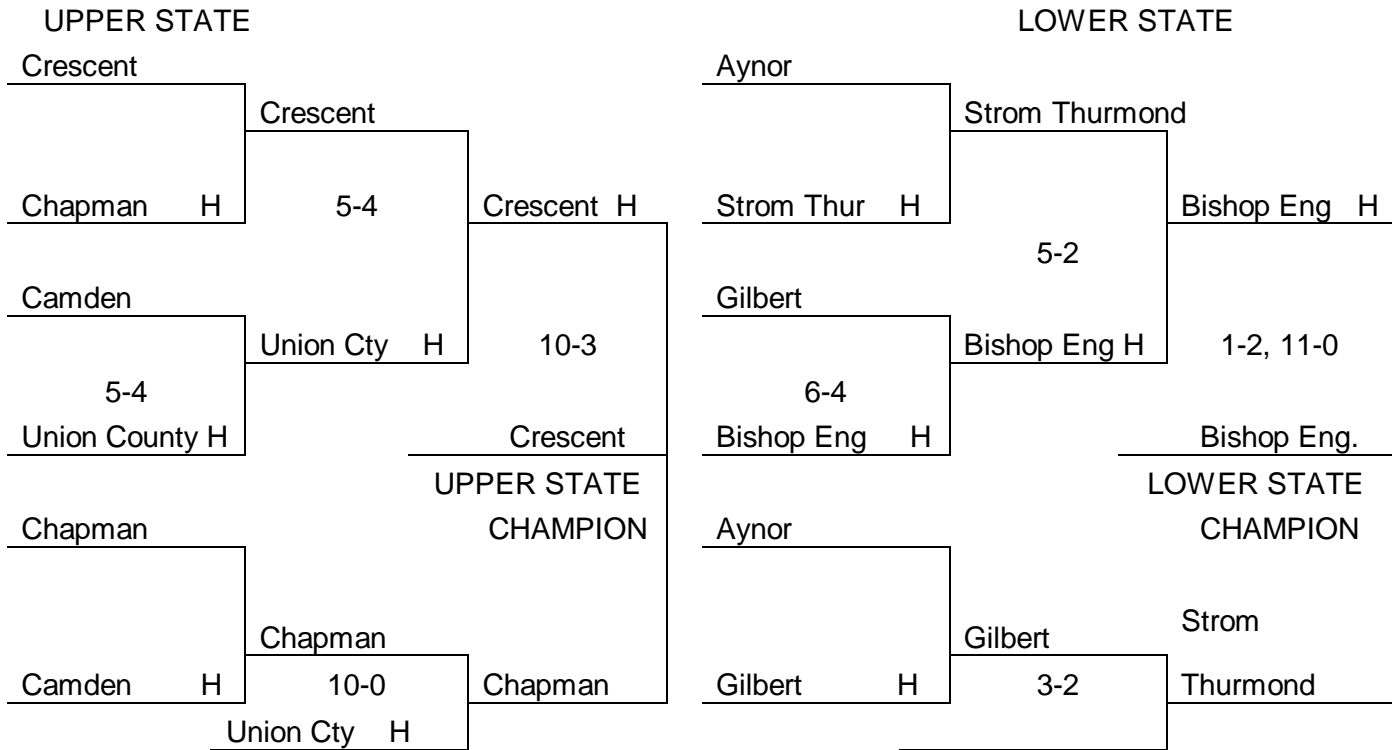 UPPER STATE
LOWER STATE
Crescent
Aynor
Crescent
Strom Thurmond
Chapman H
5-4
Crescent H
Strom Thur H
Bishop Eng H
5-2
Camden
Gilbert
Union Cty H
10-3
Bishop Eng H
1-2, 11-0
5-4
6-4
Union County H
Crescent
Bishop Eng H
Bishop Eng.
UPPER STATE
LOWER STATE
Chapman
CHAMPION
Aynor
CHAMPION
Chapman
Gilbert
Strom
Camden H
10-0
Chapman
Gilbert H
3-2
Thurmond
Union Cty H